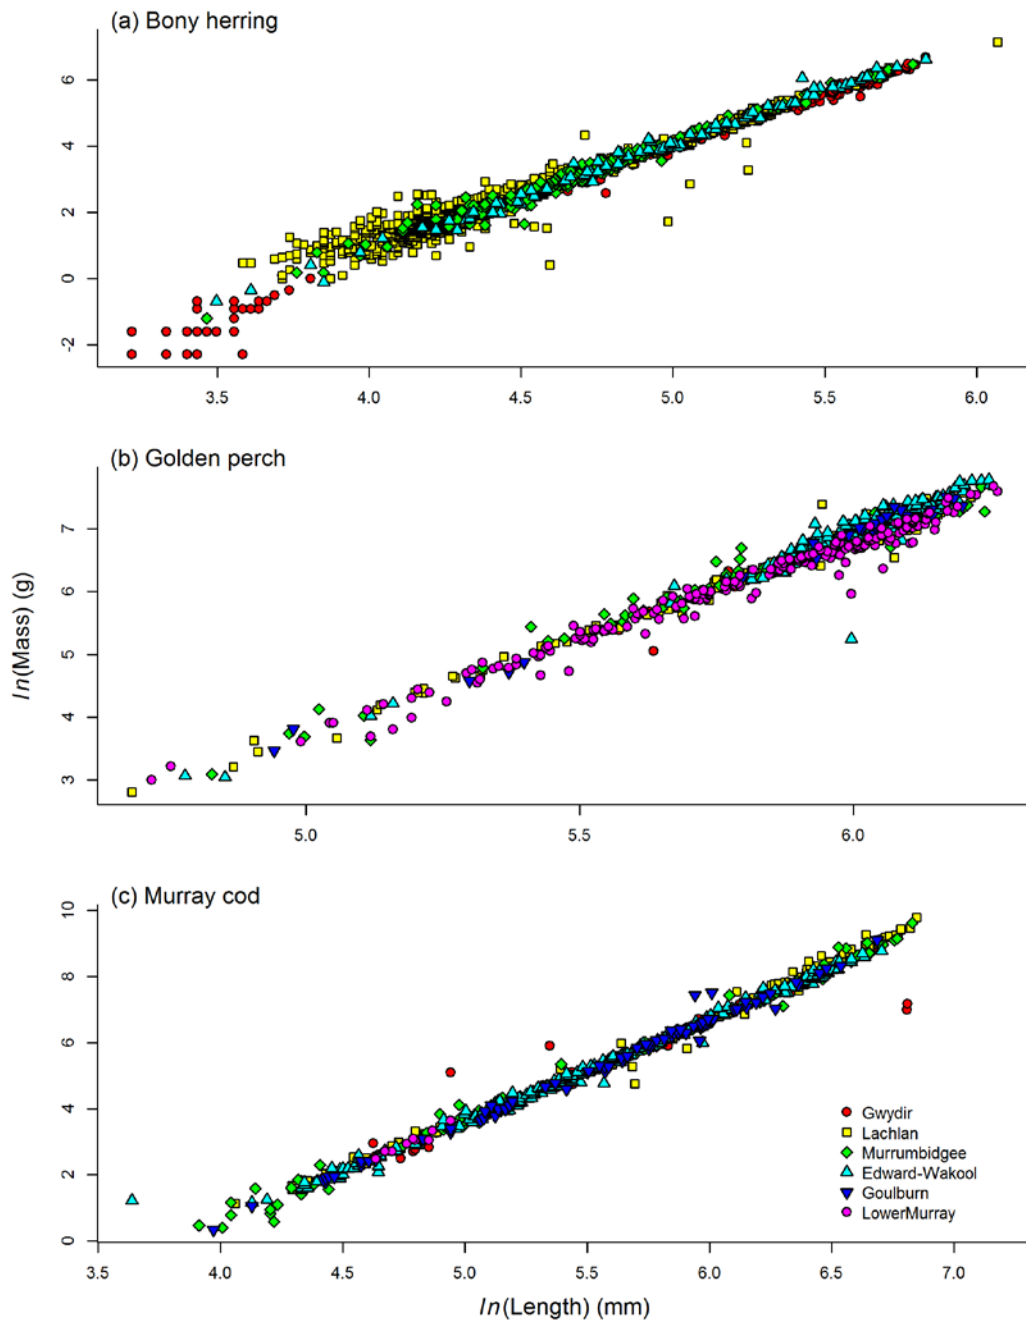 (a) Bony herring
6
4
2
0
-2
3.5 4.0 4.5 5.0 5.5 6.0
(b) Golden perch
7
6
5
4
3
5.0 5.5 6.0
ln(Mass) (g)
(c) Murray cod
10
8
6
4
2
0
Gwydir
Lachlan
Murrumbidgee
Edward-Wakool
Goulburn
LowerMurray
3.5 4.0 4.5 5.0 5.5 6.0 6.5 7.0
ln(Length) (mm)